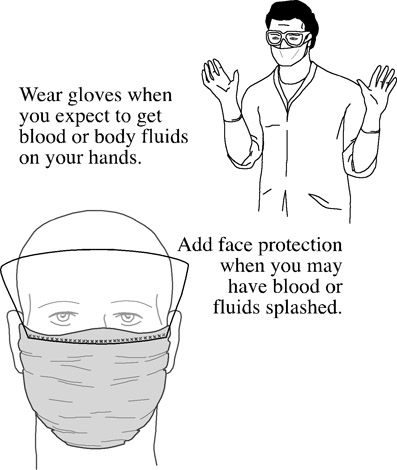 Wear gloves when
you expect to get
blood or body fluids
on your hands.
Add face protection
when you may
have blood or
fluids splashed.